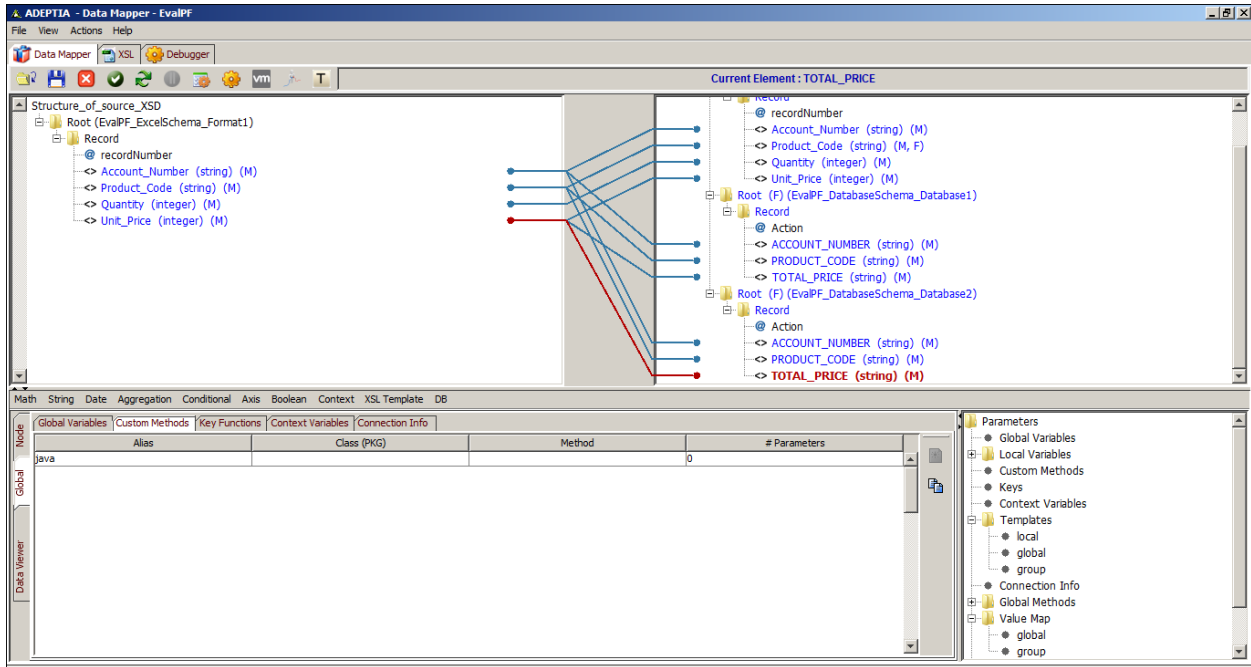 ADEPTIA - Data Mapper - EvalPF
File View Actions Help
Data Mapper XSL Debugger
vm T Current Element : TOTAL_PRICE
Structure_of_source_XSD
Root (EvalPF_ExcelSchema_Format1)
Record
@ recordNumber
<> Account_Number (string) (M)
<> Product_Code (string) (M)
<> Quantity (integer) (M)
<> Unit_Price (integer) (M)
Record
@ recordNumber
<> Account_Number (string) (M)
<> Product_Code (string) (M, F)
<> Quantity (integer) (M)
<> Unit_Price (integer) (M)
Root (F) (EvalPF_DatabaseSchema_Database1)
Record
@ Action
<> ACCOUNT_NUMBER (string) (M)
<> PRODUCT_CODE (string) (M)
<> TOTAL_PRICE (string) (M)
Root (F) (EvalPF_DatabaseSchema_Database2)
Record
@ Action
<> ACCOUNT_NUMBER (string) (M)
<> PRODUCT_CODE (string) (M)
<> TOTAL_PRICE (string) (M)
Math String Date Aggregation Conditional Axis Boolean Context XSL Template DB
Node
Global
Data Viewer
Global Variables Custom Methods Key Functions Context Variables Connection Info
Alias Class (PKG) Method # Parameters
java 0
Parameters
Global Variables
Local Variables
Custom Methods
Keys
Context Variables
Templates
local
global
group
Connection Info
Global Methods
Value Map
global
group